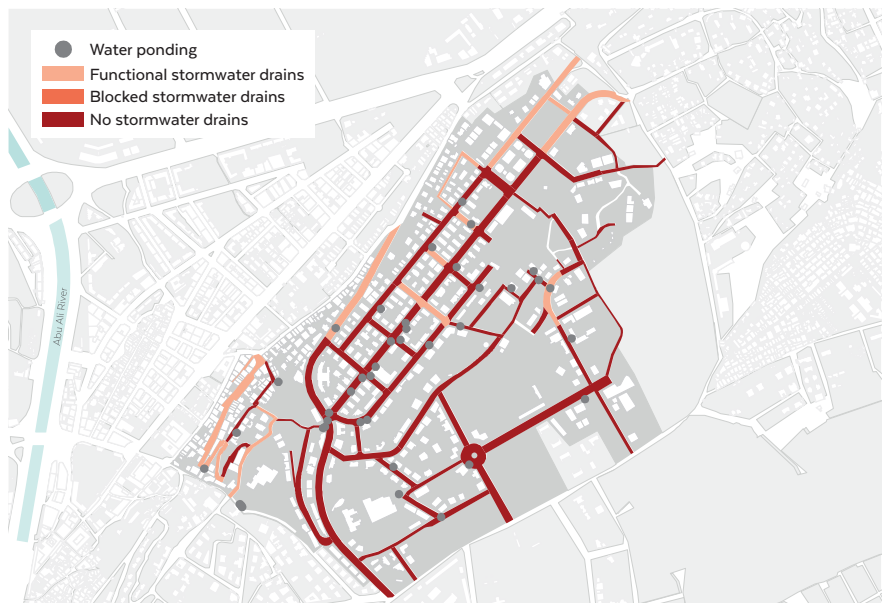 Water ponding
Functional stormwater drains
Blocked stormwater drains
No stormwater drains
Abu Ali River